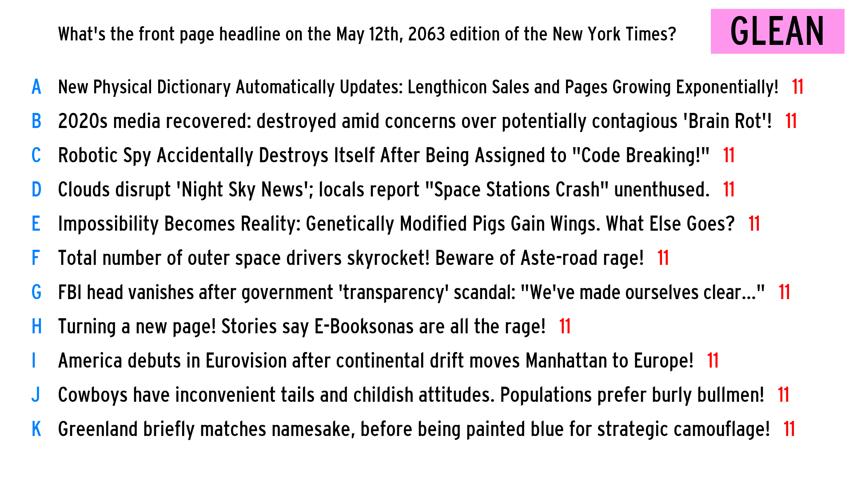 What's the front page headline on the May 12th, 2063 edition of the New York Times?
GLEAN
A New Physical Dictionary Automatically Updates: Lengthicon Sales and Pages Growing Exponentially! 11
B 2020s media recovered: destroyed amid concerns over potentially contagious 'Brain Rot'! 11
C Robotic Spy Accidentally Destroys Itself After Being Assigned to "Code Breaking!" 11
D Clouds disrupt 'Night Sky News'; locals report "Space Stations Crash" unenthused. 11
E Impossibility Becomes Reality: Genetically Modified Pigs Gain Wings. What Else Goes? 11
F Total number of outer space drivers skyrocket! Beware of Aste-road rage! 11
G FBI head vanishes after government 'transparency' scandal: "We've made ourselves clear..." 11
H Turning a new page! Stories say E-Booksonas are all the rage! 11
I America debuts in Eurovision after continental drift moves Manhattan to Europe! 11
J Cowboys have inconvenient tails and childish attitudes. Populations prefer burly bullmen! 11
K Greenland briefly matches namesake, before being painted blue for strategic camouflage! 11